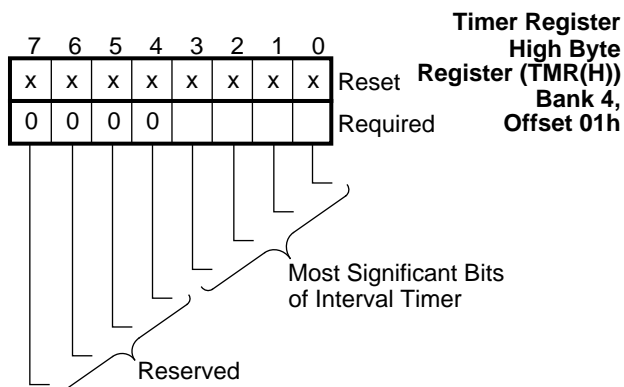 Timer Register
High Byte
Register (TMR(H))
Bank 4,
Offset 01h
7 6 5 4 3 2 1 0
x x x x x x x x Reset
0 0 0 0 Required
Most Significant Bits
of Interval Timer
Reserved